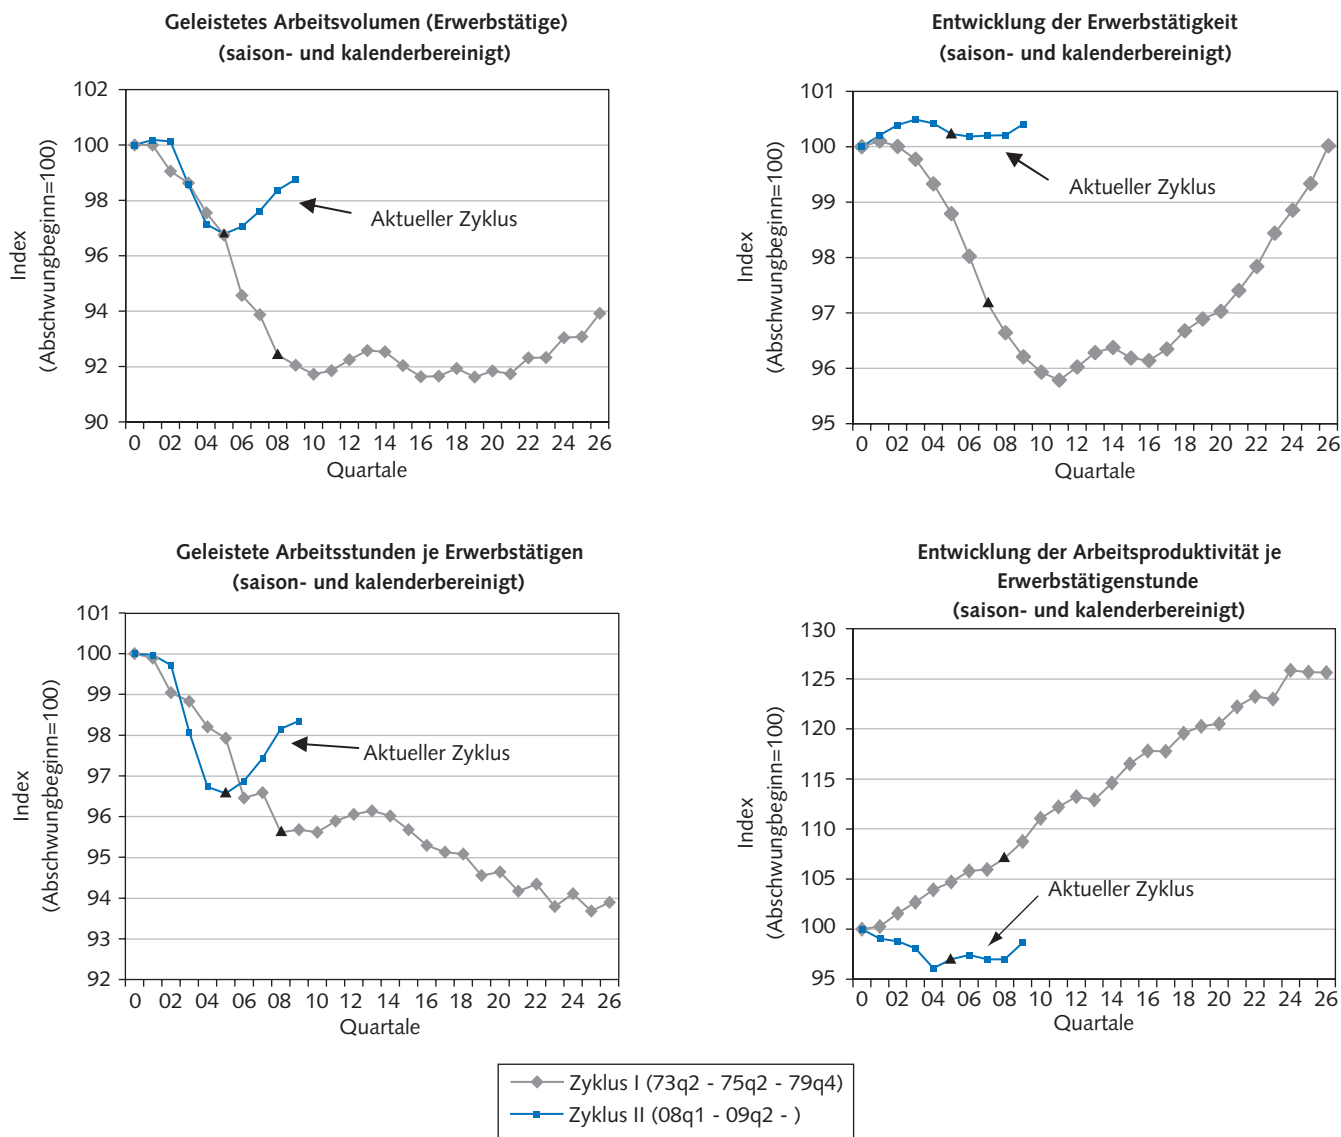 Geleistetes Arbeitsvolumen (Erwerbstätige)
(saison- und kalenderbereinigt)
102
100
98
96
94
92
90
Index
(Abschwungbeginn=100)
Aktueller Zyklus
0 02 04 06 08 10 12 14 16 18 20 22 24 26
Quartale
Entwicklung der Erwerbstätigkeit
(saison- und kalenderbereinigt)
101
100
99
98
97
96
95
Index
(Abschwungbeginn=100)
Aktueller Zyklus
0 02 04 06 08 10 12 14 16 18 20 22 24 26
Quartale
Geleistete Arbeitsstunden je Erwerbstätigen
(saison- und kalenderbereinigt)
101
100
99
98
97
96
95
94
93
92
Index
(Abschwungbeginn=100)
Aktueller Zyklus
0 02 04 06 08 10 12 14 16 18 20 22 24 26
Quartale
Entwicklung der Arbeitsproduktivität je
Erwerbstätigenstunde
(saison- und kalenderbereinigt)
130
125
120
115
110
105
100
95
Index
(Abschwungbeginn=100)
Aktueller Zyklus
0 02 04 06 08 10 12 14 16 18 20 22 24 26
Quartale
Zyklus I (73q2 - 75q2 - 79q4)
Zyklus II (08q1 - 09q2 - )